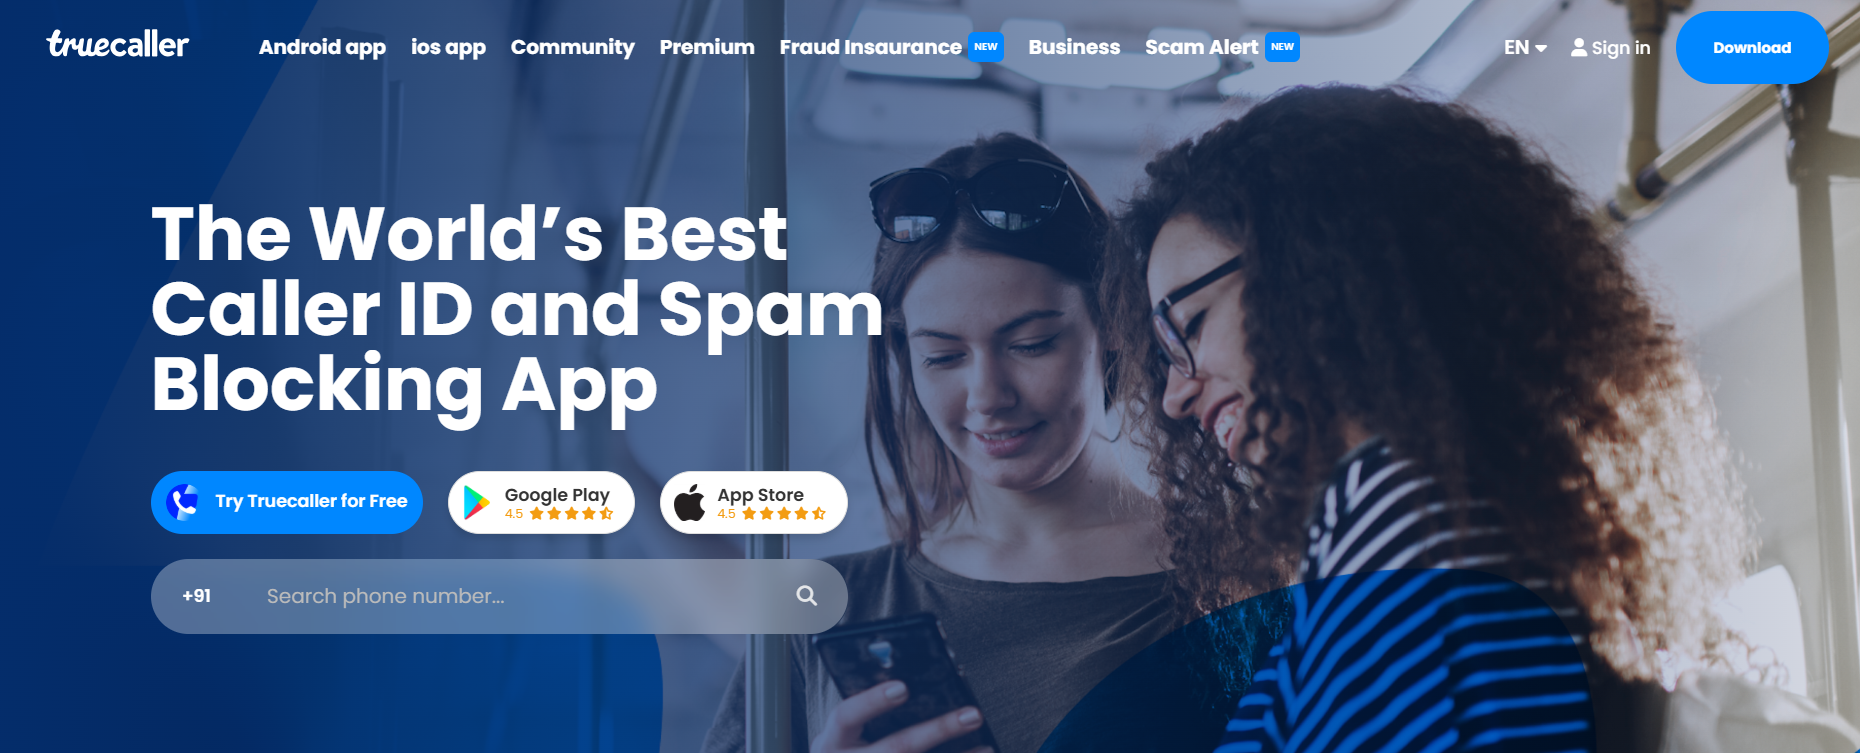 truecaller
Android app ios app Community Premium Fraud Insaurance NEW Business Scam Alert NEW EN Sign in Download
The World’s Best
Caller ID and Spam
Blocking App
Try Truecaller for Free
Google Play
4.5
App Store
4.5
+91 Search phone number...